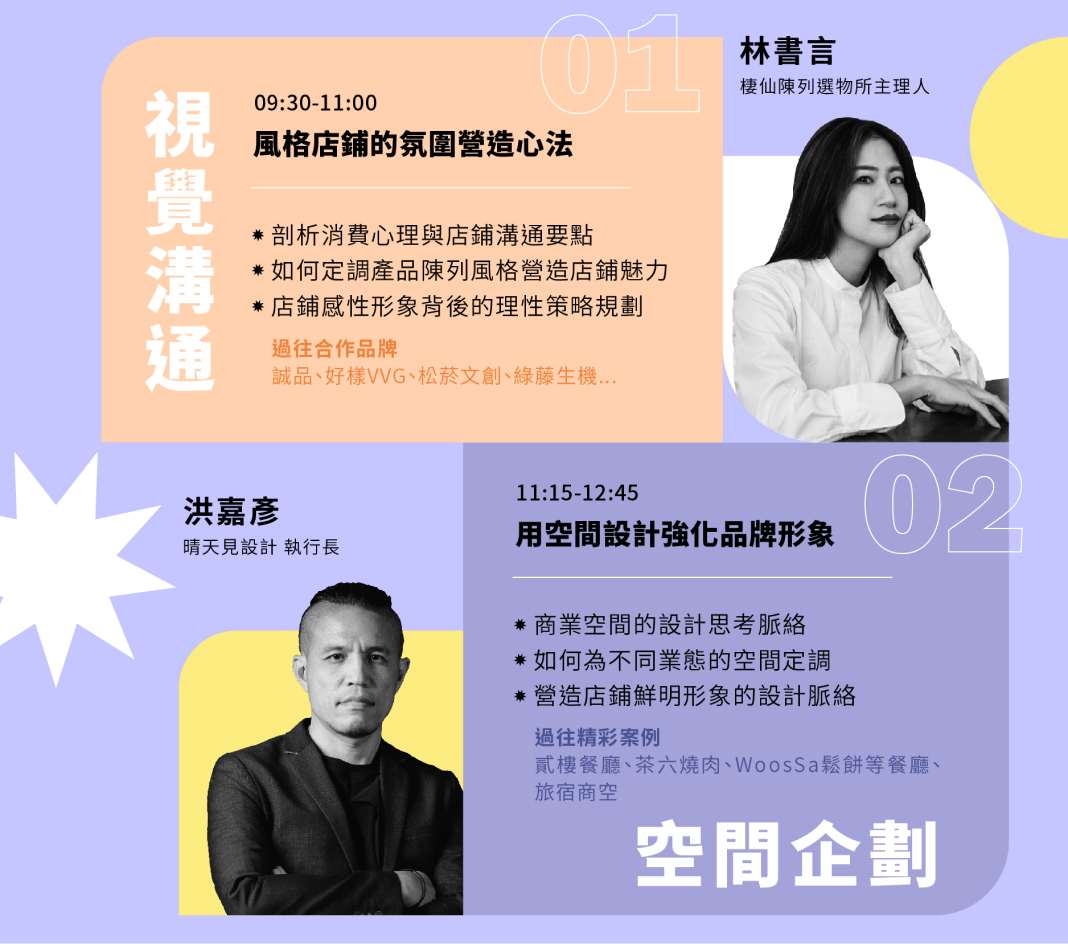 01
林書言
棲仙陳列選物所主理人
視覺溝通
09:30-11:00
風格店鋪的氛圍營造心法
剖析消費心理與店鋪溝通要點
如何定調產品陳列風格營造店鋪魅力
店鋪感性形象背後的理性策略規劃
過往合作品牌
誠品、好樣VVG、松菸文創、綠藤生機...
02
洪嘉彥
晴天見設計 執行長
11:15-12:45
用空間設計強化品牌形象
商業空間的設計思考脈絡
如何為不同業態的空間定調
營造店鋪鮮明形象的設計脈絡
過往精彩案例
貳樓餐廳、茶六燒肉、WoosSa鬆餅等餐廳、
旅宿商空
空間企劃